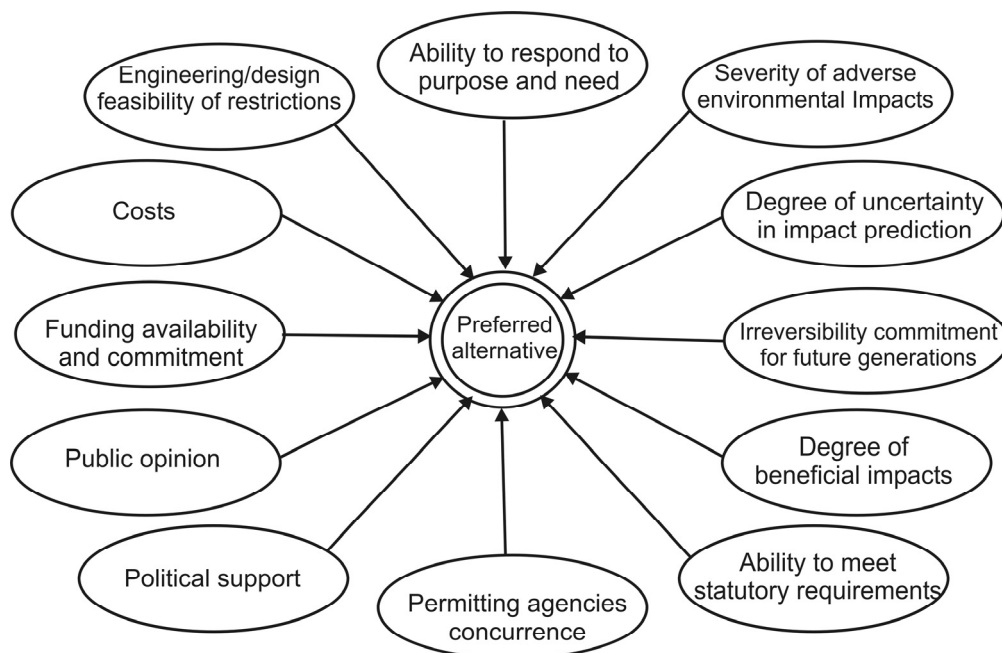 Ability to respond to
purpose and need
Engineering/design
feasibility of restrictions
Severity of adverse
environmental Impacts
Costs
Degree of uncertainty
in impact prediction
Funding availability
and commitment
Preferred
alternative
Irreversibility commitment
for future generations
Public opinion
Degree of
beneficial impacts
Political support
Permitting agencies
concurrence
Ability to meet
statutory requirements